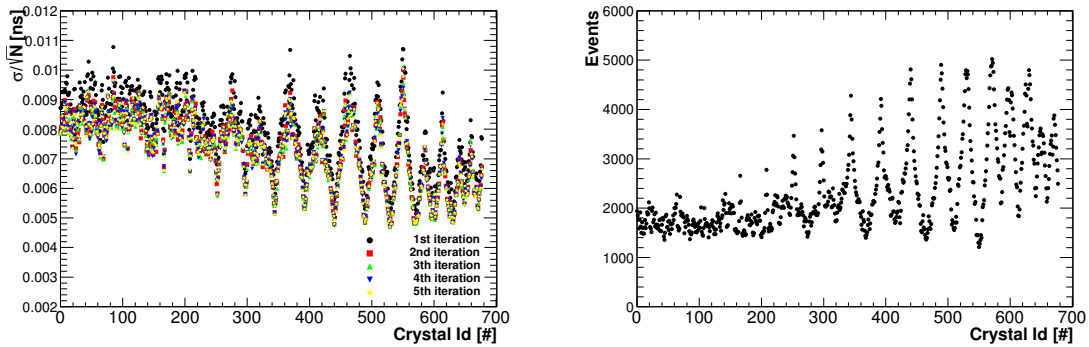 σ/√N [ns]
0.012
0.011
0.01
0.009
0.008
0.007
0.006
0.005
0.004
0.003
0.002
1st iteration
2nd iteration
3th iteration
4th iteration
5th iteration
0 100 200 300 400 500 600 700
Crystal Id [#]
Events
6000
5000
4000
3000
2000
1000
0
0 100 200 300 400 500 600 700
Crystal Id [#]